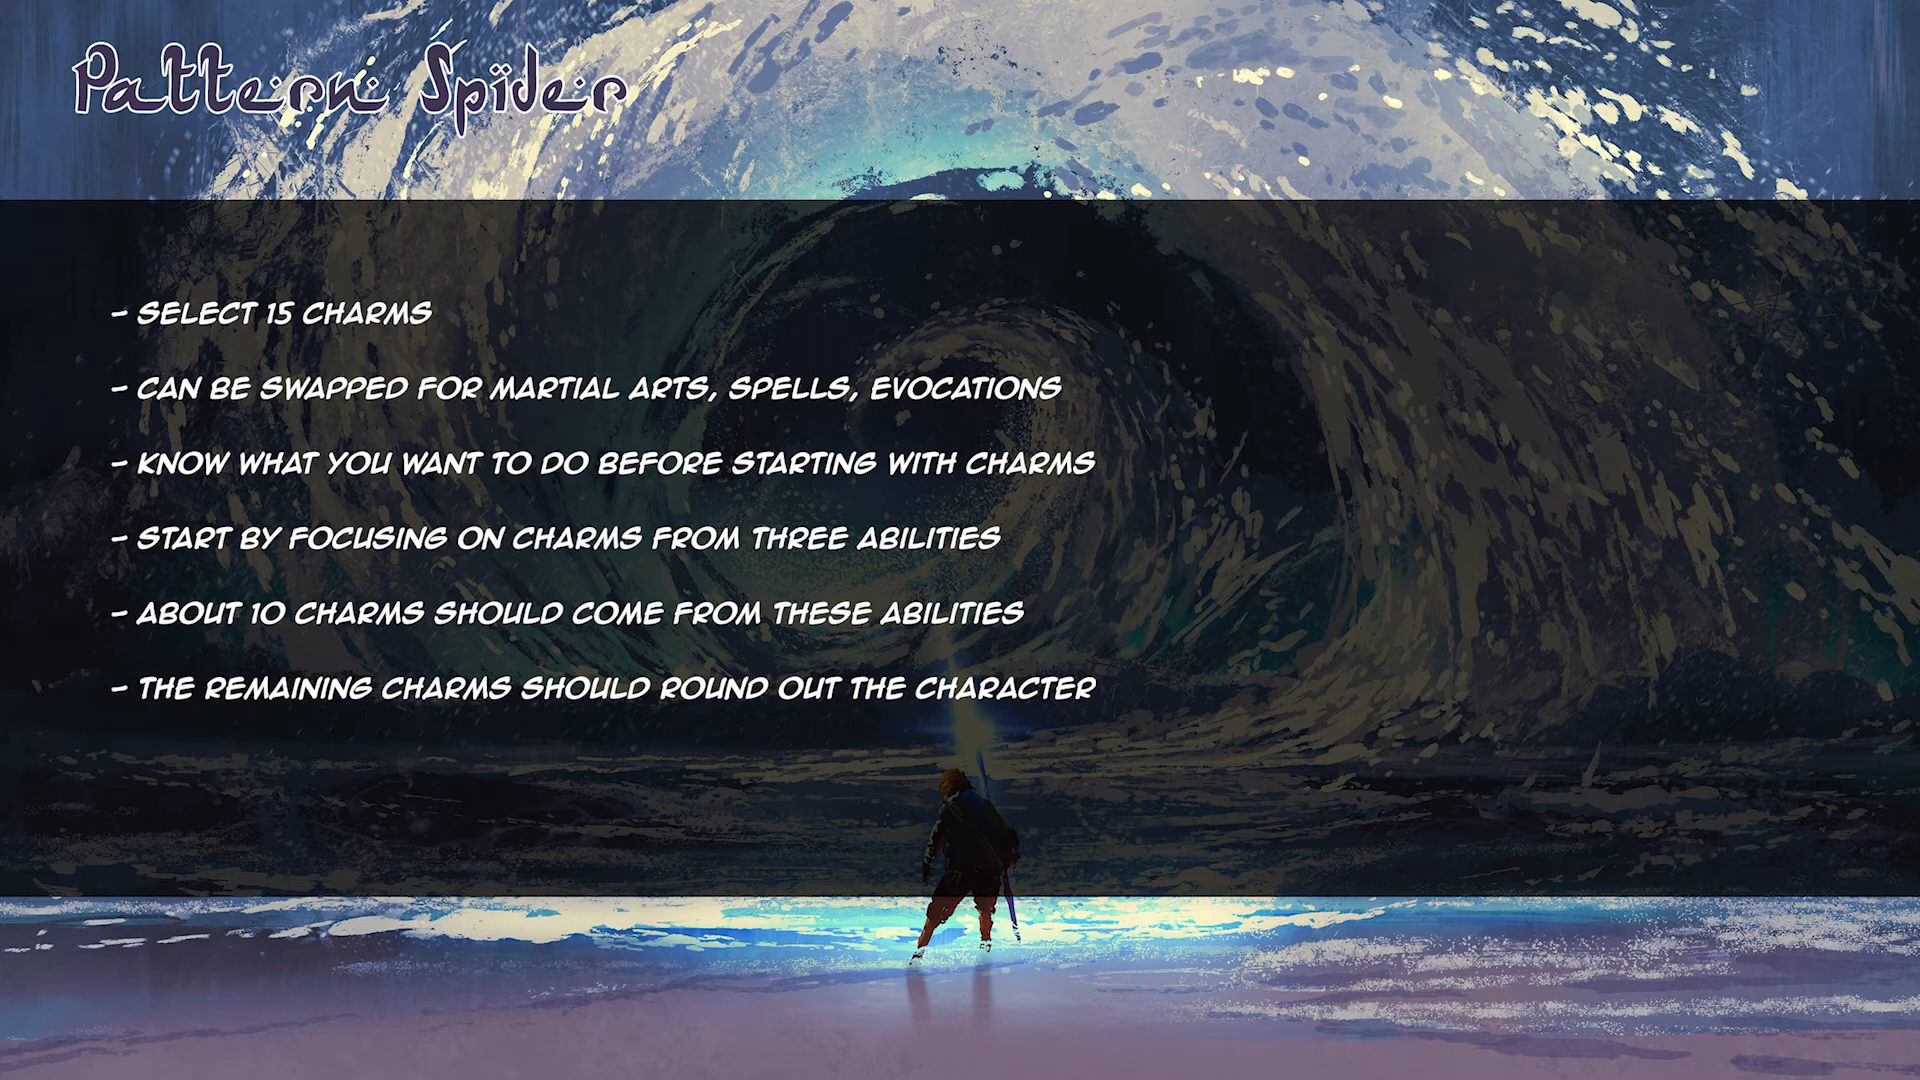 Pattern Spider
- SELECT 15 CHARMS
- CAN BE SWAPPED FOR MARTIAL ARTS, SPELLS, EVOCATIONS
- KNOW WHAT YOU WANT TO DO BEFORE STARTING WITH CHARMS
- START BY FOCUSING ON CHARMS FROM THREE ABILITIES
- ABOUT 10 CHARMS SHOULD COME FROM THESE ABILITIES
- THE REMAINING CHARMS SHOULD ROUND OUT THE CHARACTER